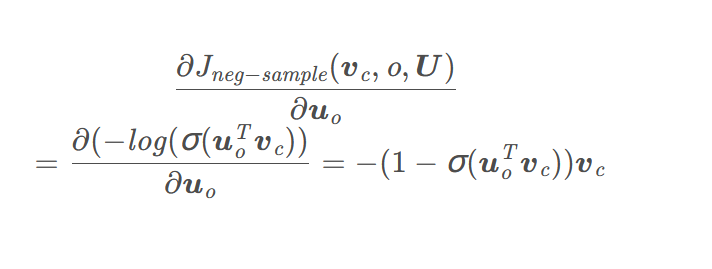 ∂J_{neg−sample}(v_c, o, U)
∂u_o
= ∂(−log(σ(u_o^T v_c)) / ∂u_o = −(1 − σ(u_o^T v_c))v_c